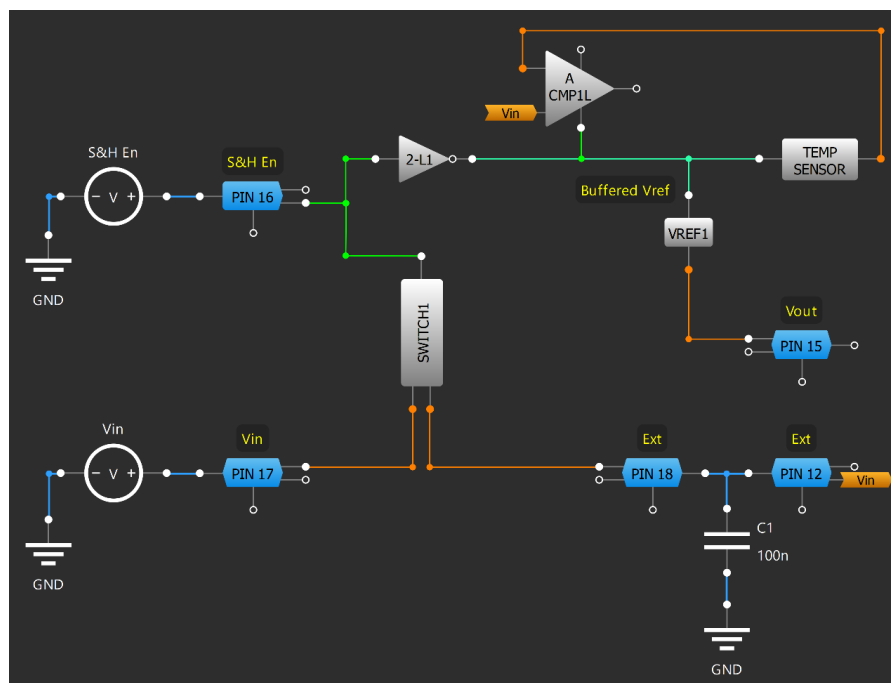 A
CMP1L
Vin
S&H En
S&H En
2-L1
TEMP
SENSOR
− V +
PIN 16
Buffered Vref
VREF1
GND
SWITCH1
Vout
PIN 15
Vin
Vin
Ext
Ext
− V +
PIN 17
PIN 18
PIN 12
Vin
C1
100n
GND
GND